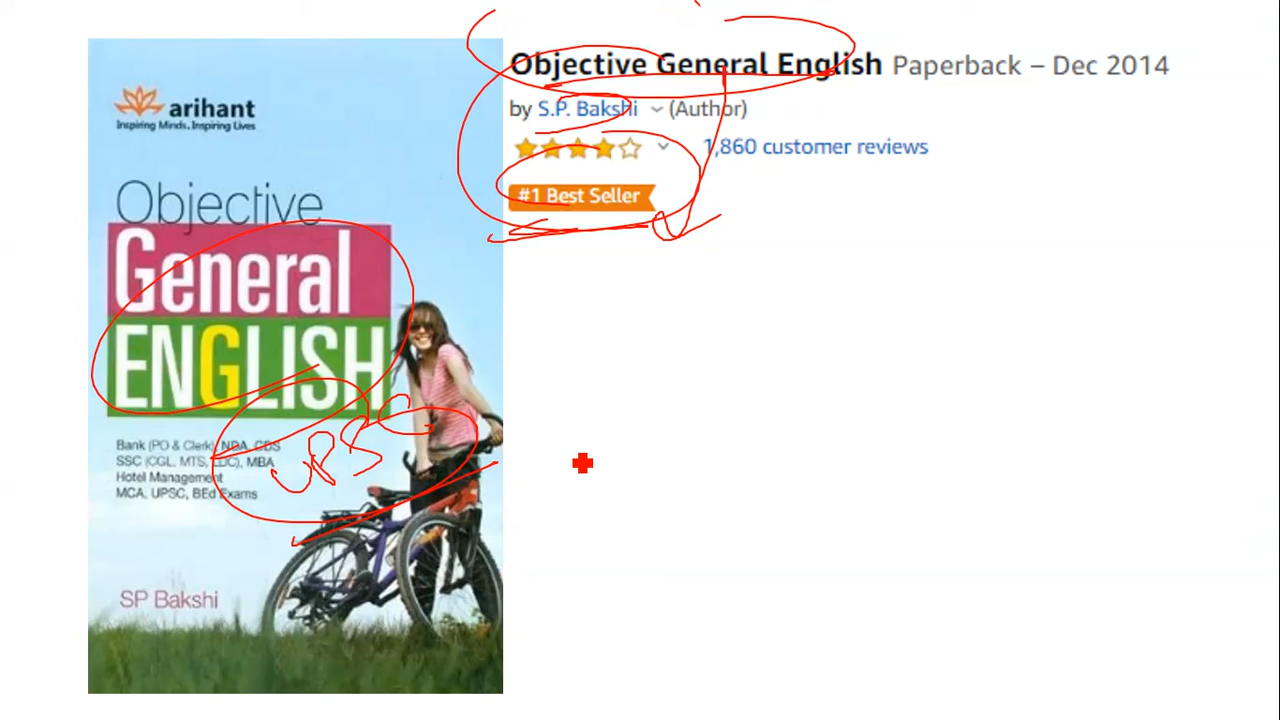 arihant
Inspiring Minds, Inspiring Lives
Objective
General
ENGLISH
Bank (PO & Clerk), NDA, CDS
SSC (CGL, MTS, LDC), MBA
Hotel Management
MCA, UPSC, BEd Exams
UPSC
SP Bakshi
Objective General English Paperback – Dec 2014
by S.P. Bakshi (Author)
1,860 customer reviews
#1 Best Seller